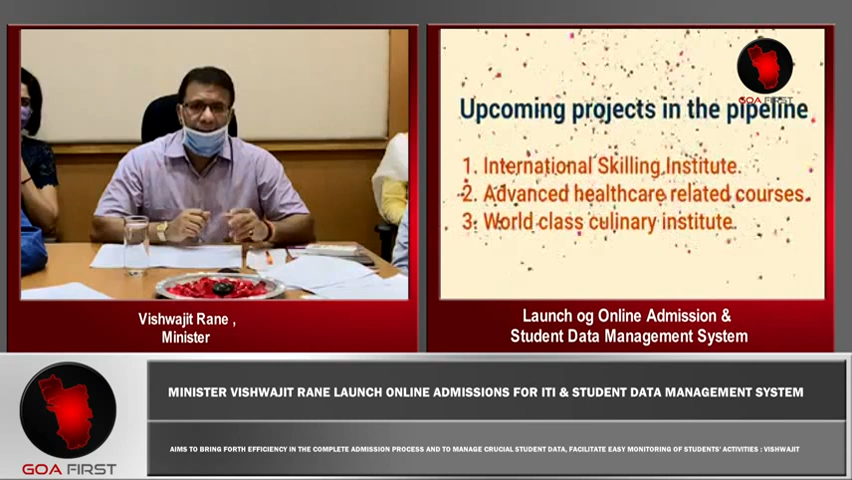 GOA FIRST
Upcoming projects in the pipeline
1. International Skilling Institute.
2. Advanced healthcare related courses.
3. World class culinary institute
Vishwajit Rane ,
Minister
Launch og Online Admission &
Student Data Management System
MINISTER VISHWAJIT RANE LAUNCH ONLINE ADMISSIONS FOR ITI & STUDENT DATA MANAGEMENT SYSTEM
AIMS TO BRING FORTH EFFICIENCY IN THE COMPLETE ADMISSION PROCESS AND TO MANAGE CRUCIAL STUDENT DATA, FACILITATE EASY MONITORING OF STUDENTS' ACTIVITIES : VISHWAJIT
GOA FIRST